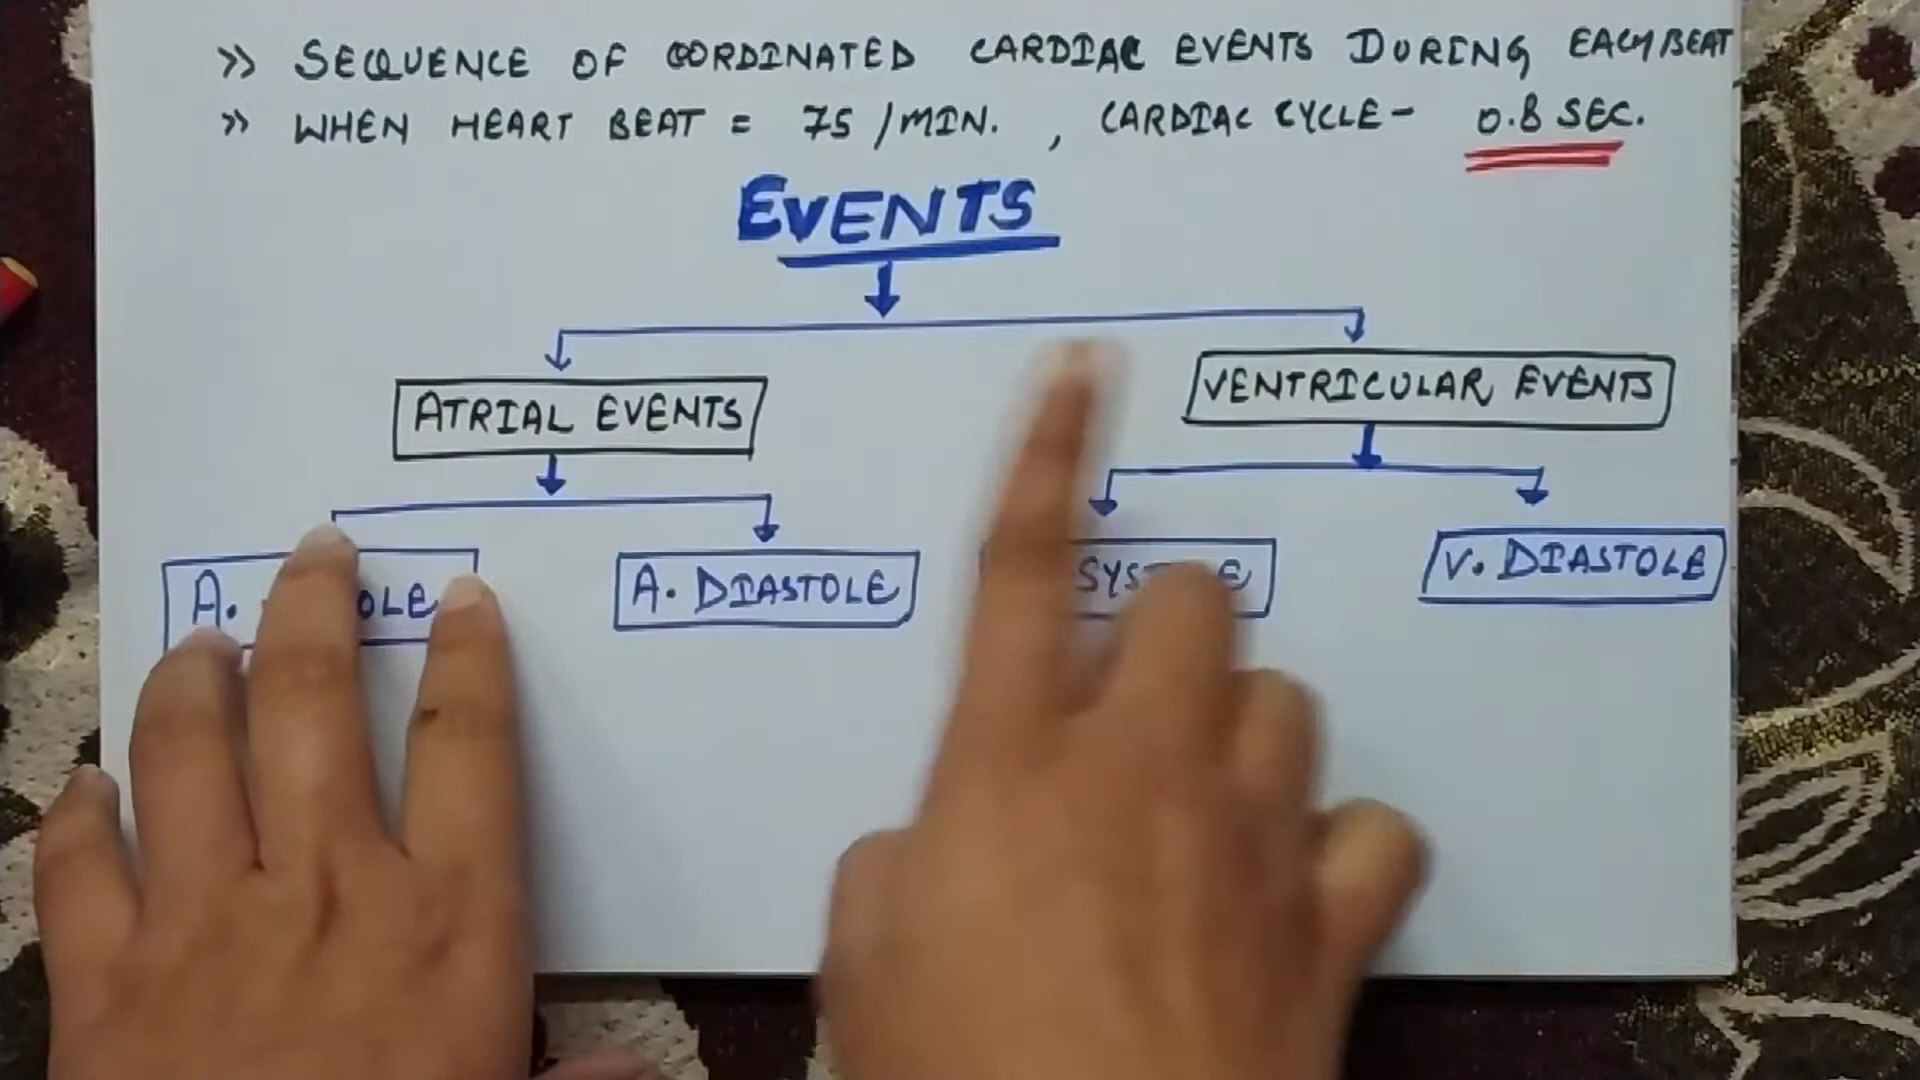 » SEQUENCE OF CORDINATED CARDIAC EVENTS DURING EACH BEAT
» WHEN HEART BEAT = 75 /MIN. , CARDIAC CYCLE - 0.8 SEC.
EVENTS
ATRIAL EVENTS
VENTRICULAR EVENTS
A.
A. DIASTOLE
V. DIASTOLE